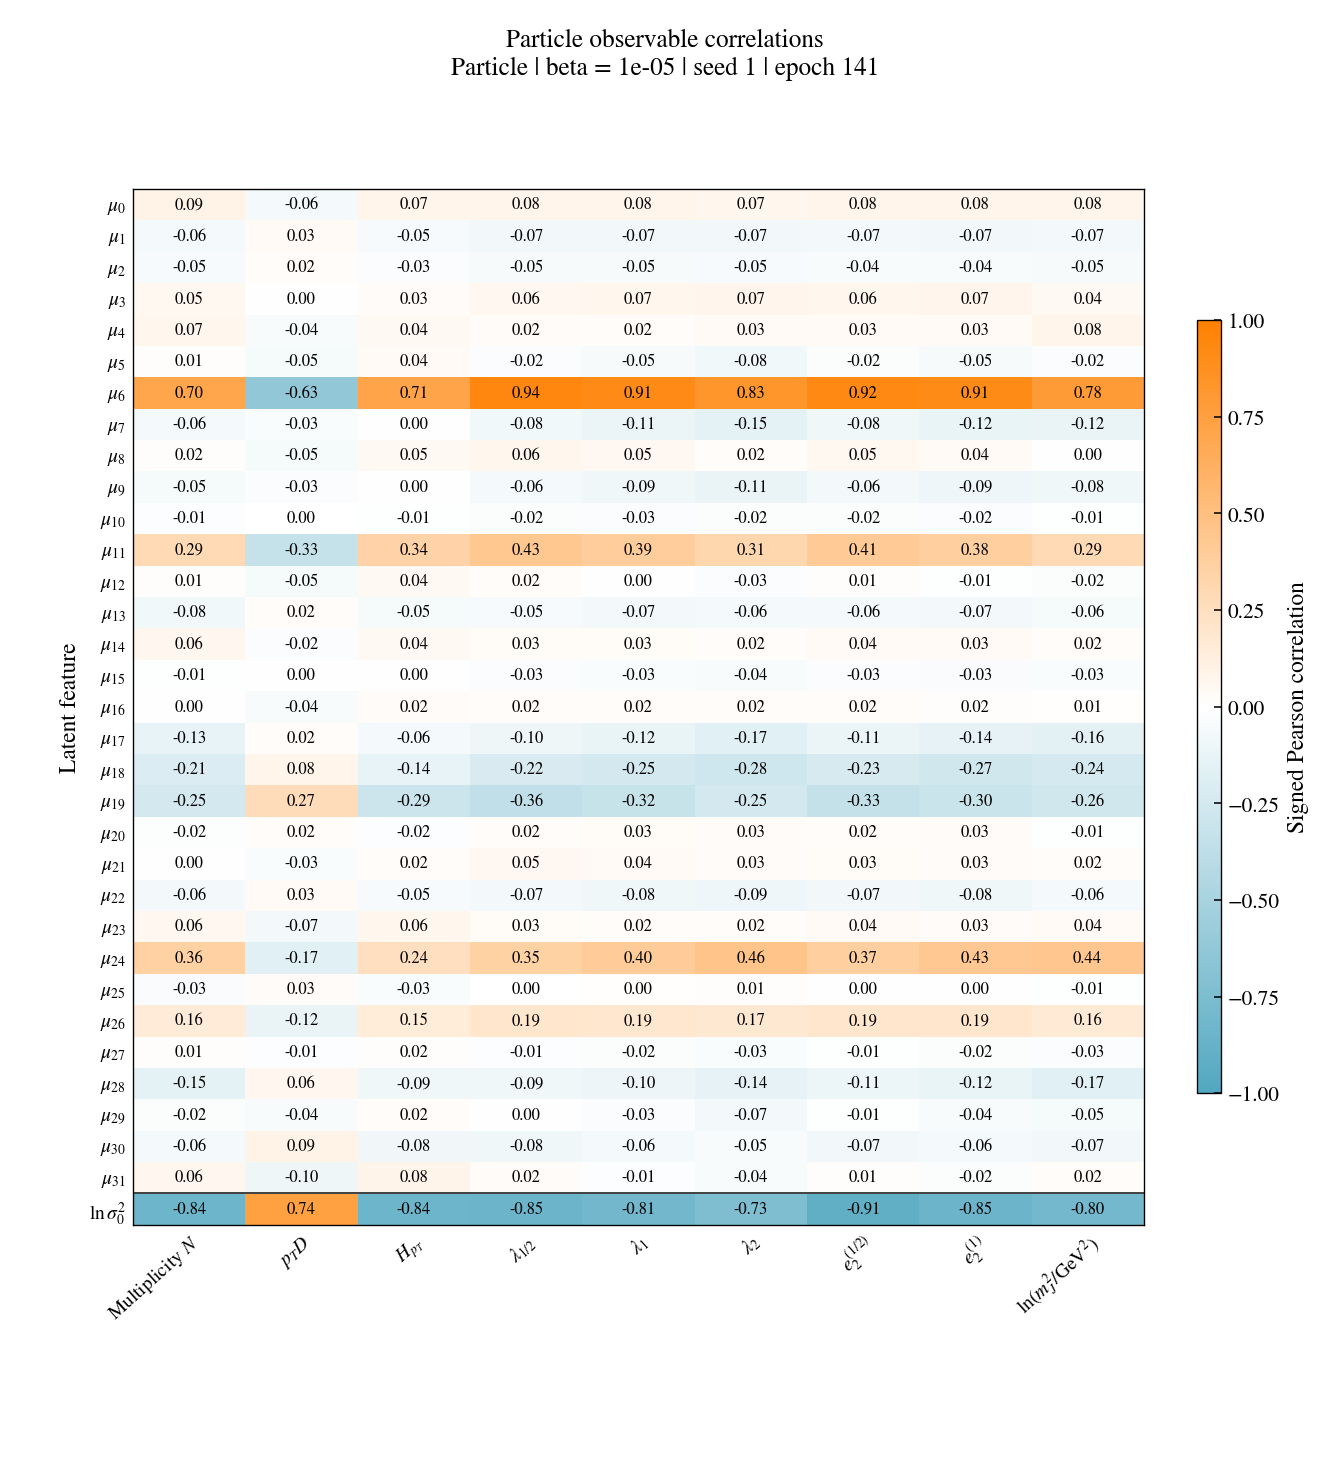 Particle observable correlations
Particle | beta = 1e-05 | seed 1 | epoch 141
Latent feature
μ0 0.09 -0.06 0.07 0.08 0.08 0.07 0.08 0.08 0.08
μ1 -0.06 0.03 -0.05 -0.07 -0.07 -0.07 -0.07 -0.07 -0.07
μ2 -0.05 0.02 -0.03 -0.05 -0.05 -0.05 -0.04 -0.04 -0.05
μ3 0.05 0.00 0.03 0.06 0.07 0.07 0.06 0.07 0.04
μ4 0.07 -0.04 0.04 0.02 0.02 0.03 0.03 0.03 0.08
μ5 0.01 -0.05 0.04 -0.02 -0.05 -0.08 -0.02 -0.05 -0.02
μ6 0.70 -0.63 0.71 0.94 0.91 0.83 0.92 0.91 0.78
μ7 -0.06 -0.03 0.00 -0.08 -0.11 -0.15 -0.08 -0.12 -0.12
μ8 0.02 -0.05 0.05 0.06 0.05 0.02 0.05 0.04 0.00
μ9 -0.05 -0.03 0.00 -0.06 -0.09 -0.11 -0.06 -0.09 -0.08
μ10 -0.01 0.00 -0.01 -0.02 -0.03 -0.02 -0.02 -0.02 -0.01
μ11 0.29 -0.33 0.34 0.43 0.39 0.31 0.41 0.38 0.29
μ12 0.01 -0.05 0.04 0.02 0.00 -0.03 0.01 -0.01 -0.02
μ13 -0.08 0.02 -0.05 -0.05 -0.07 -0.06 -0.06 -0.07 -0.06
μ14 0.06 -0.02 0.04 0.03 0.03 0.02 0.04 0.03 0.02
μ15 -0.01 0.00 0.00 -0.03 -0.03 -0.04 -0.03 -0.03 -0.03
μ16 0.00 -0.04 0.02 0.02 0.02 0.02 0.02 0.02 0.01
μ17 -0.13 0.02 -0.06 -0.10 -0.12 -0.17 -0.11 -0.14 -0.16
μ18 -0.21 0.08 -0.14 -0.22 -0.25 -0.28 -0.23 -0.27 -0.24
μ19 -0.25 0.27 -0.29 -0.36 -0.32 -0.25 -0.33 -0.30 -0.26
μ20 -0.02 0.02 -0.02 0.02 0.03 0.03 0.02 0.03 -0.01
μ21 0.00 -0.03 0.02 0.05 0.04 0.03 0.03 0.03 0.02
μ22 -0.06 0.03 -0.05 -0.07 -0.08 -0.09 -0.07 -0.08 -0.06
μ23 0.06 -0.07 0.06 0.03 0.02 0.02 0.04 0.03 0.04
μ24 0.36 -0.17 0.24 0.35 0.40 0.46 0.37 0.43 0.44
μ25 -0.03 0.03 -0.03 0.00 0.00 0.01 0.00 0.00 -0.01
μ26 0.16 -0.12 0.15 0.19 0.19 0.17 0.19 0.19 0.16
μ27 0.01 -0.01 0.02 -0.01 -0.02 -0.03 -0.01 -0.02 -0.03
μ28 -0.15 0.06 -0.09 -0.09 -0.10 -0.14 -0.11 -0.12 -0.17
μ29 -0.02 -0.04 0.02 0.00 -0.03 -0.07 -0.01 -0.04 -0.05
μ30 -0.06 0.09 -0.08 -0.08 -0.06 -0.05 -0.07 -0.06 -0.07
μ31 0.06 -0.10 0.08 0.02 -0.01 -0.04 0.01 -0.02 0.02
ln σ_0^2 -0.84 0.74 -0.84 -0.85 -0.81 -0.73 -0.91 -0.85 -0.80
Multiplicity N
p_T D
H_{p_T}
λ_{1/2}
λ_1
λ_2
e_2^{(1/2)}
e_2^{(1)}
ln(m_J^2/GeV^2)
1.00
0.75
0.50
0.25
0.00
−0.25
−0.50
−0.75
−1.00
Signed Pearson correlation